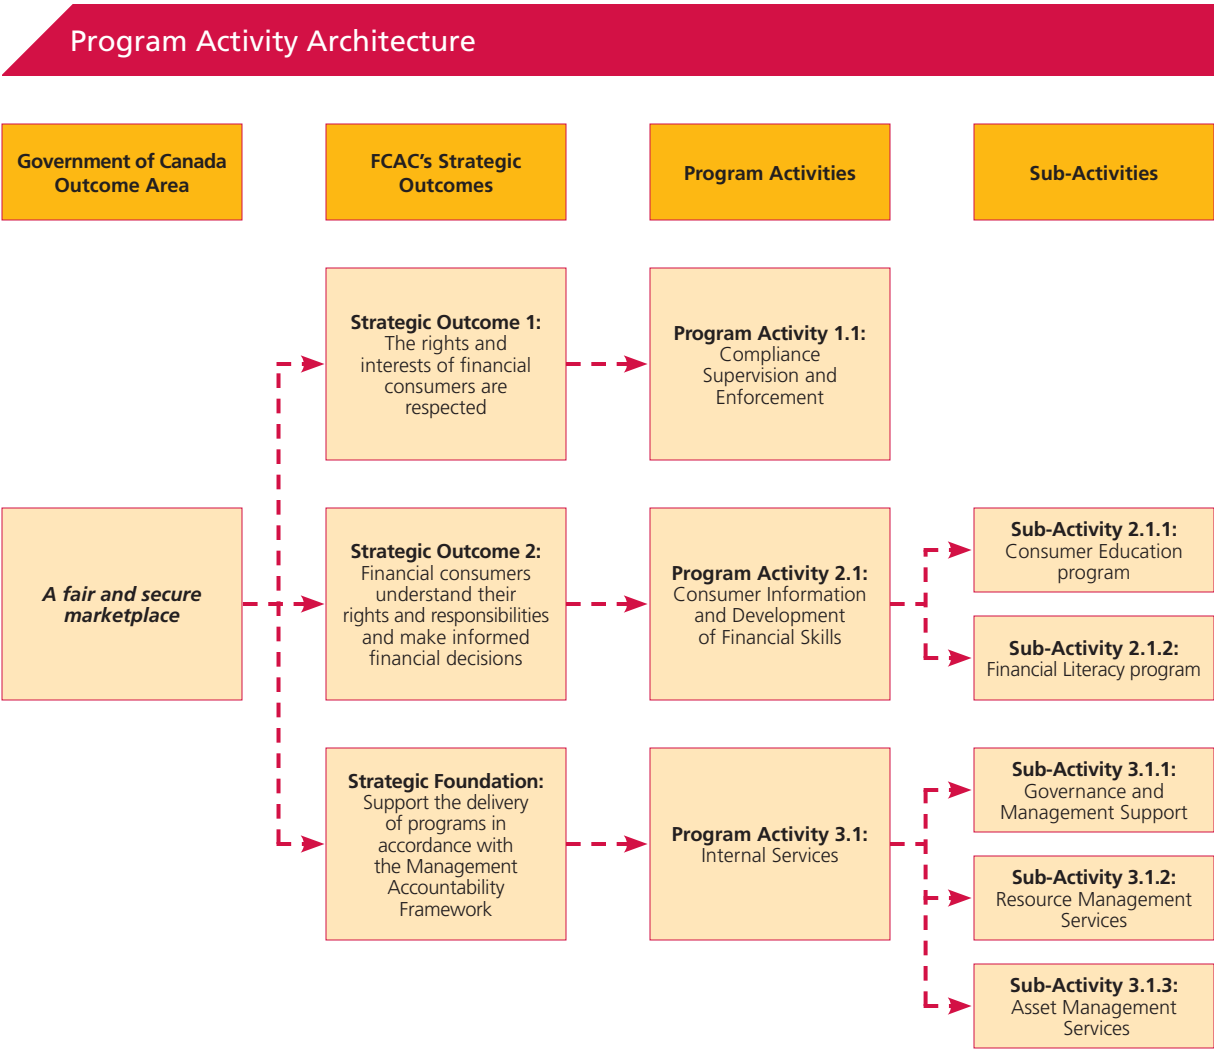 Program Activity Architecture
Government of Canada
Outcome Area
FCAC's Strategic
Outcomes
Program Activities
Sub-Activities
A fair and secure
marketplace
Strategic Outcome 1:
The rights and
interests of financial
consumers are
respected
Program Activity 1.1:
Compliance
Supervision and
Enforcement
Strategic Outcome 2:
Financial consumers
understand their
rights and responsibilities
and make informed
financial decisions
Program Activity 2.1:
Consumer Information
and Development
of Financial Skills
Sub-Activity 2.1.1:
Consumer Education
program
Sub-Activity 2.1.2:
Financial Literacy program
Strategic Foundation:
Support the delivery
of programs in
accordance with
the Management
Accountability
Framework
Program Activity 3.1:
Internal Services
Sub-Activity 3.1.1:
Governance and
Management Support
Sub-Activity 3.1.2:
Resource Management
Services
Sub-Activity 3.1.3:
Asset Management
Services